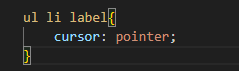 ul li label{
    cursor: pointer;
}